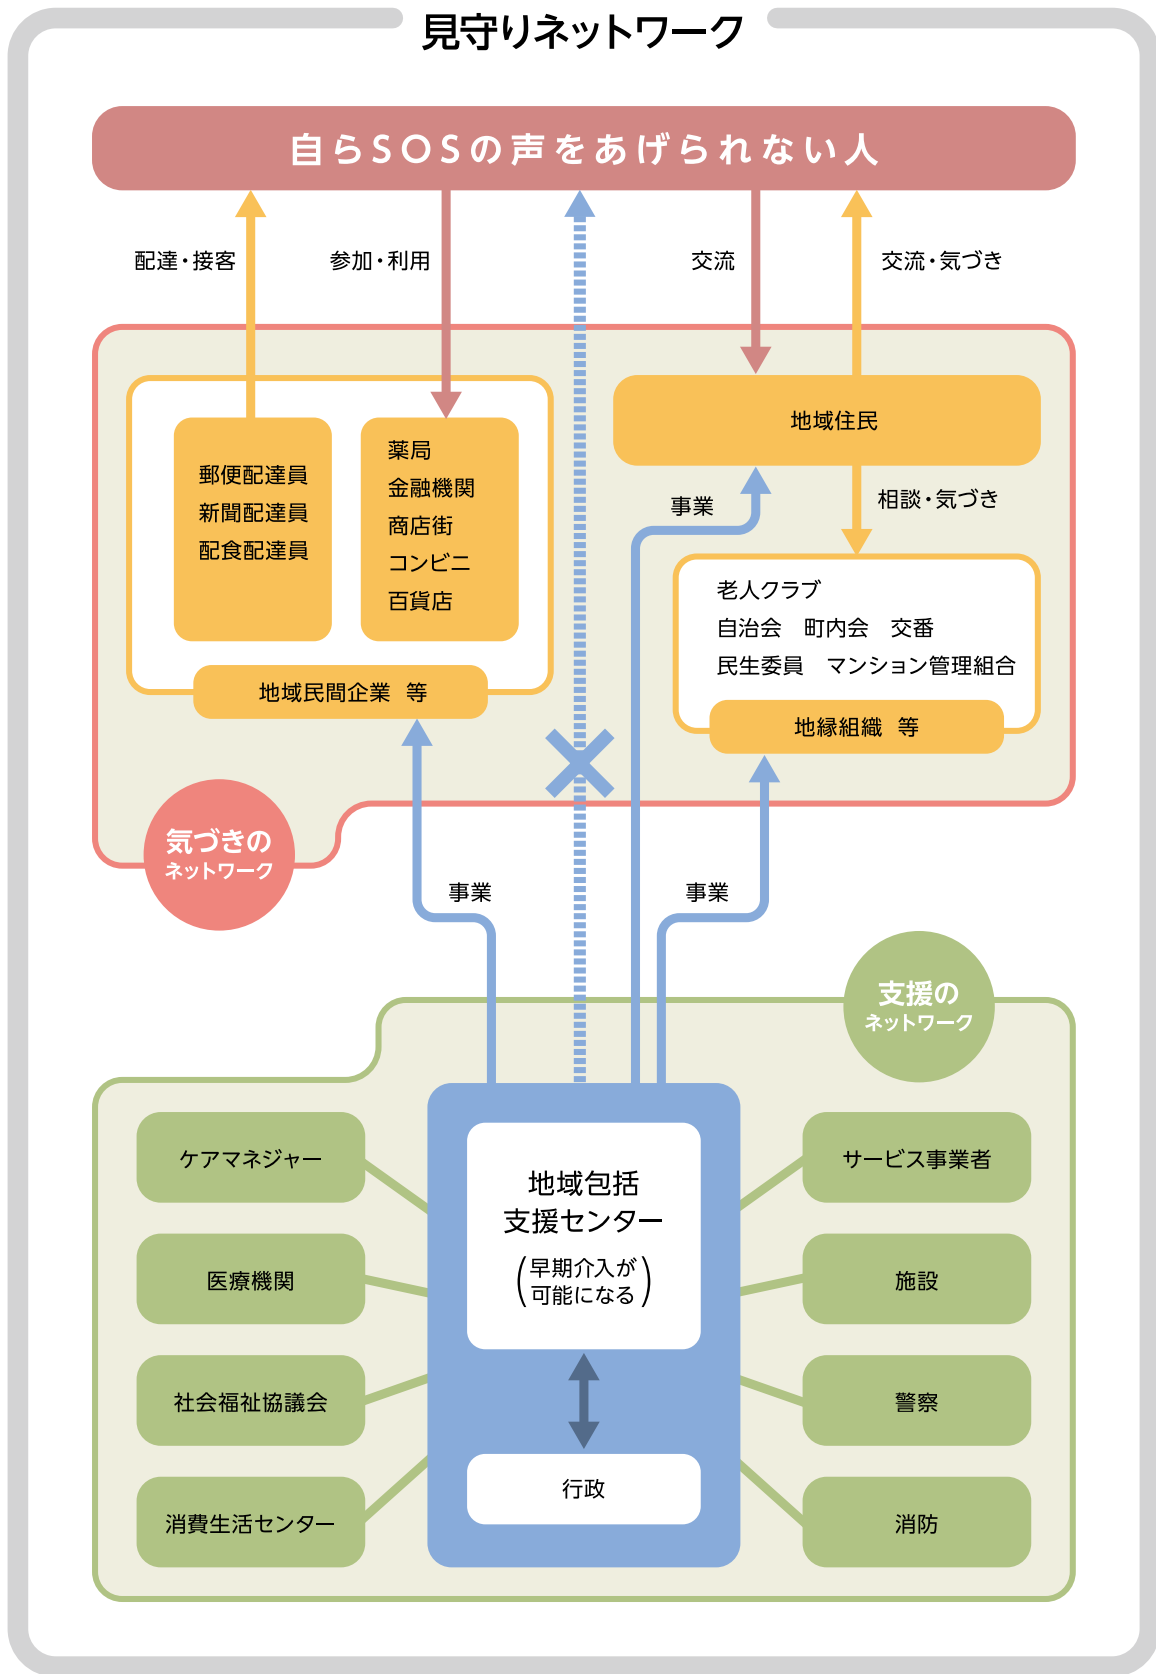 見守りネットワーク
自らSOSの声をあげられない人
配達・接客
参加・利用
交流
交流・気づき
郵便配達員
新聞配達員
配食配達員
薬局
金融機関
商店街
コンビニ
百貨店
地域民間企業 等
地域住民
事業
相談・気づき
老人クラブ
自治会　町内会　交番
民生委員　マンション管理組合
地縁組織 等
気づきの
ネットワーク
事業
事業
支援の
ネットワーク
ケアマネジャー
医療機関
社会福祉協議会
消費生活センター
地域包括
支援センター
(早期介入が
可能になる)
行政
サービス事業者
施設
警察
消防